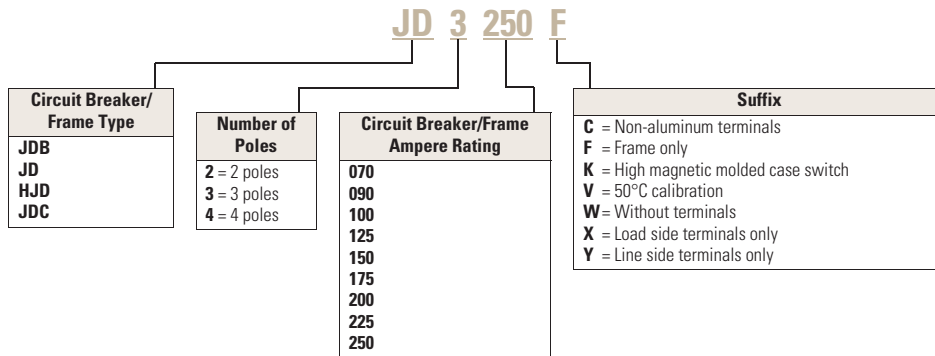 JD 3 250 F
Circuit Breaker/
Frame Type
JDB
JD
HJD
JDC
Number of
Poles
2 = 2 poles
3 = 3 poles
4 = 4 poles
Circuit Breaker/Frame
Ampere Rating
070
090
100
125
150
175
200
225
250
Suffix
C = Non-aluminum terminals
F = Frame only
K = High magnetic molded case switch
V = 50°C calibration
W= Without terminals
X = Load side terminals only
Y = Line side terminals only